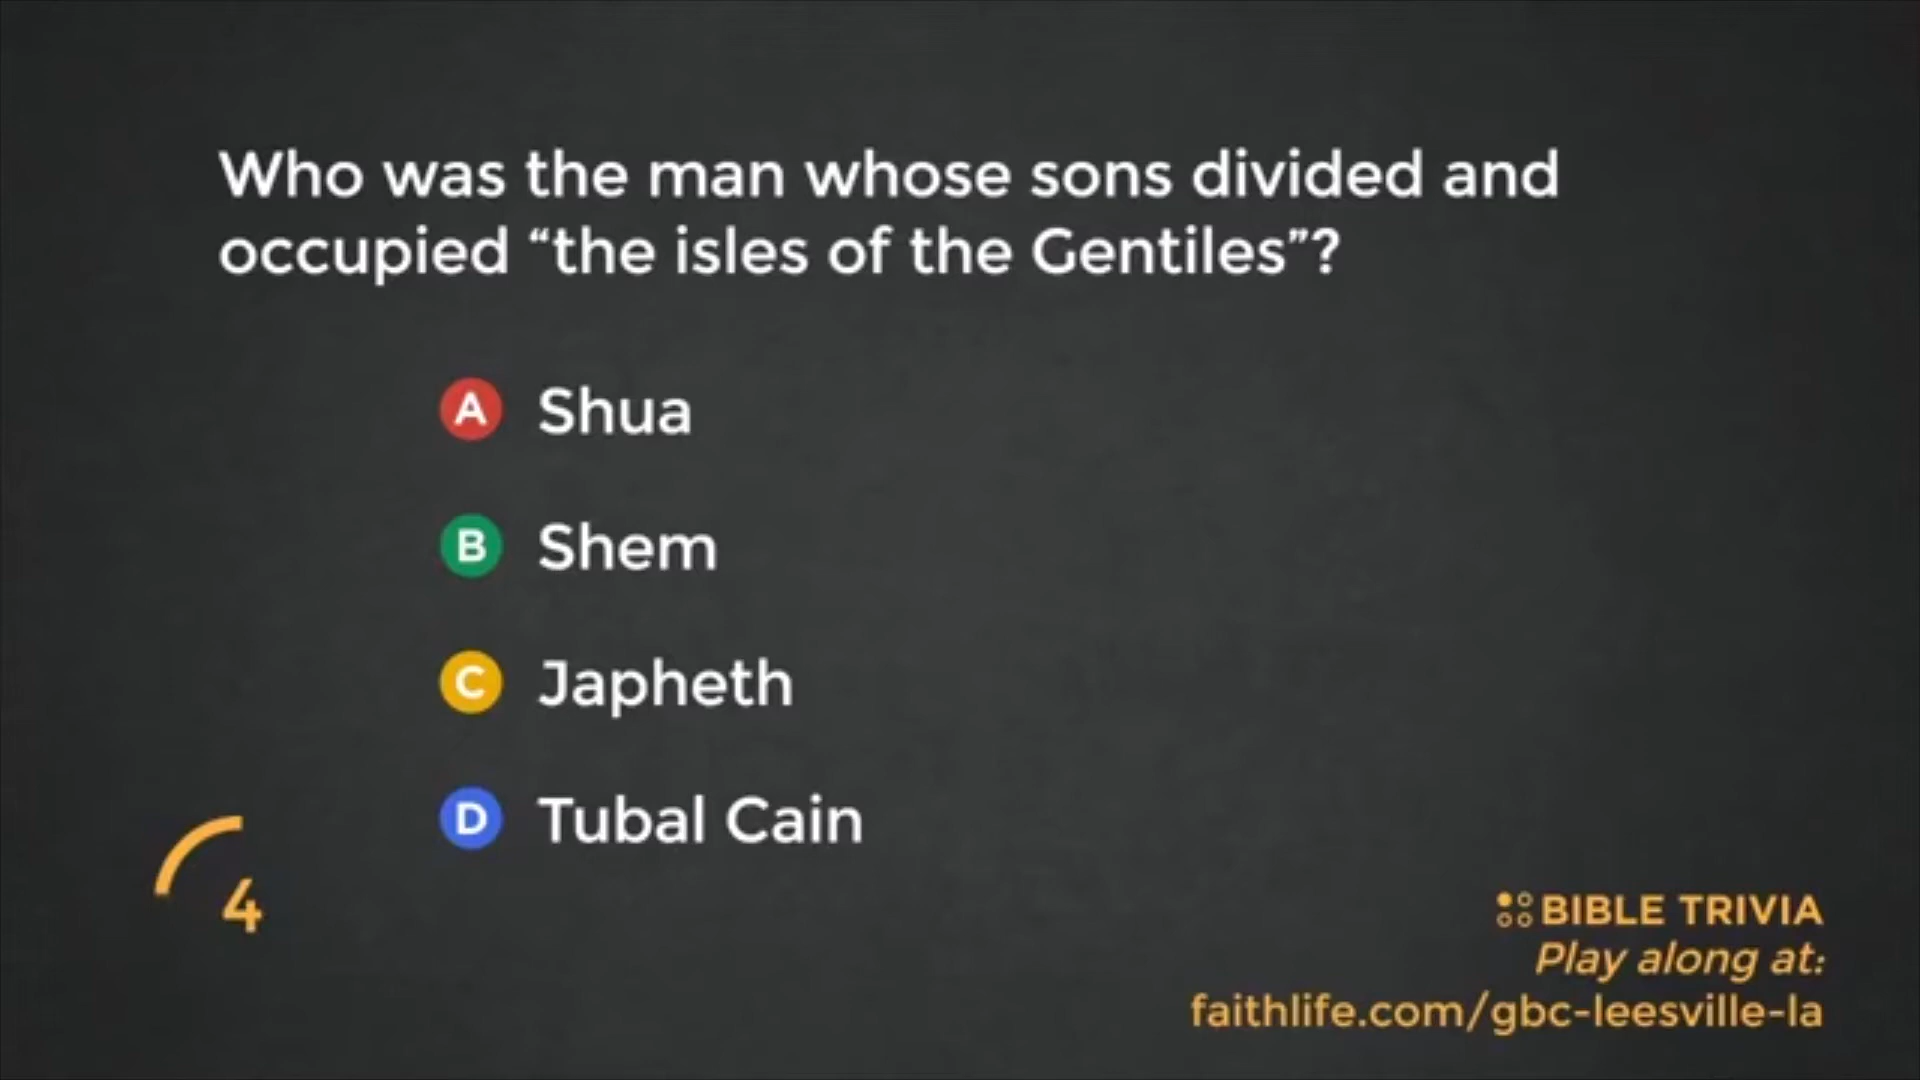 Who was the man whose sons divided and
occupied “the isles of the Gentiles”?
A Shua
B Shem
C Japheth
D Tubal Cain
4
BIBLE TRIVIA
Play along at:
faithlife.com/gbc-leesville-la